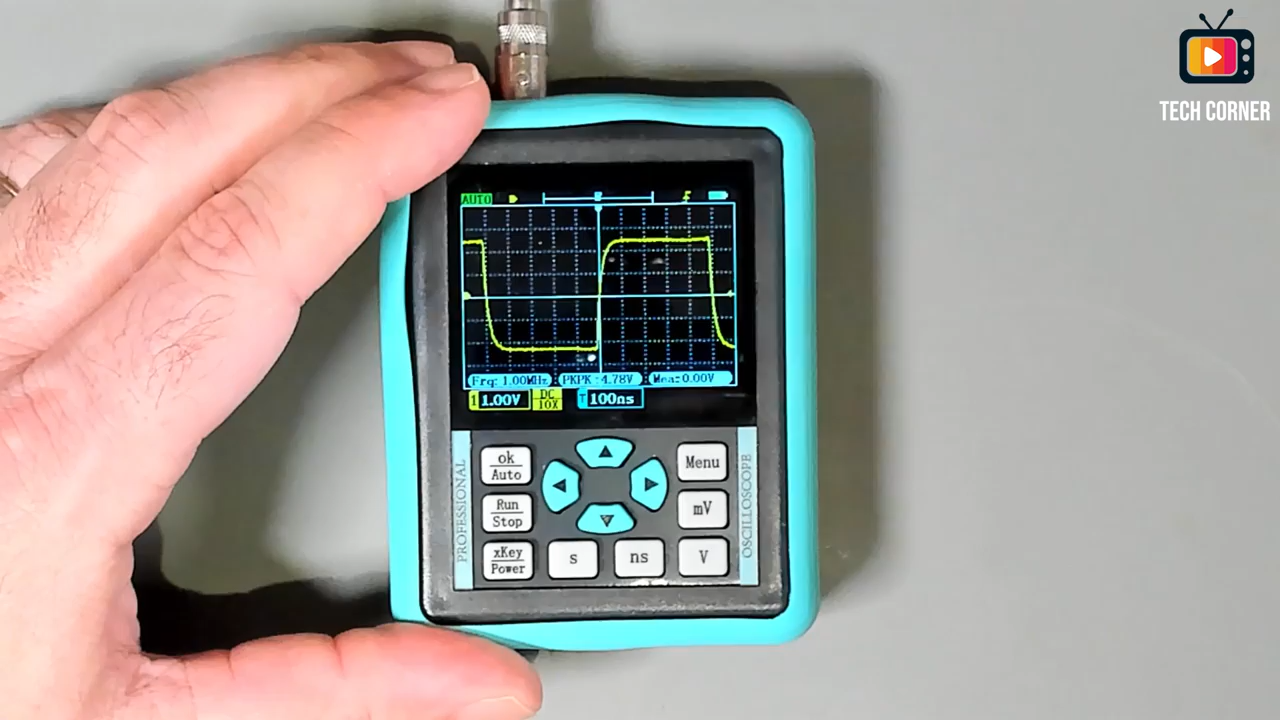 TECH CORNER
AUTO
Frq: 1.00MHz PKPK: 4.78V Mea: 0.00V
1 1.00V DC 10X T 100ns
PROFESSIONAL
OSCILLOSCOPE
ok
Auto
Menu
Run
Stop
mV
xKey
Power
s
ns
V